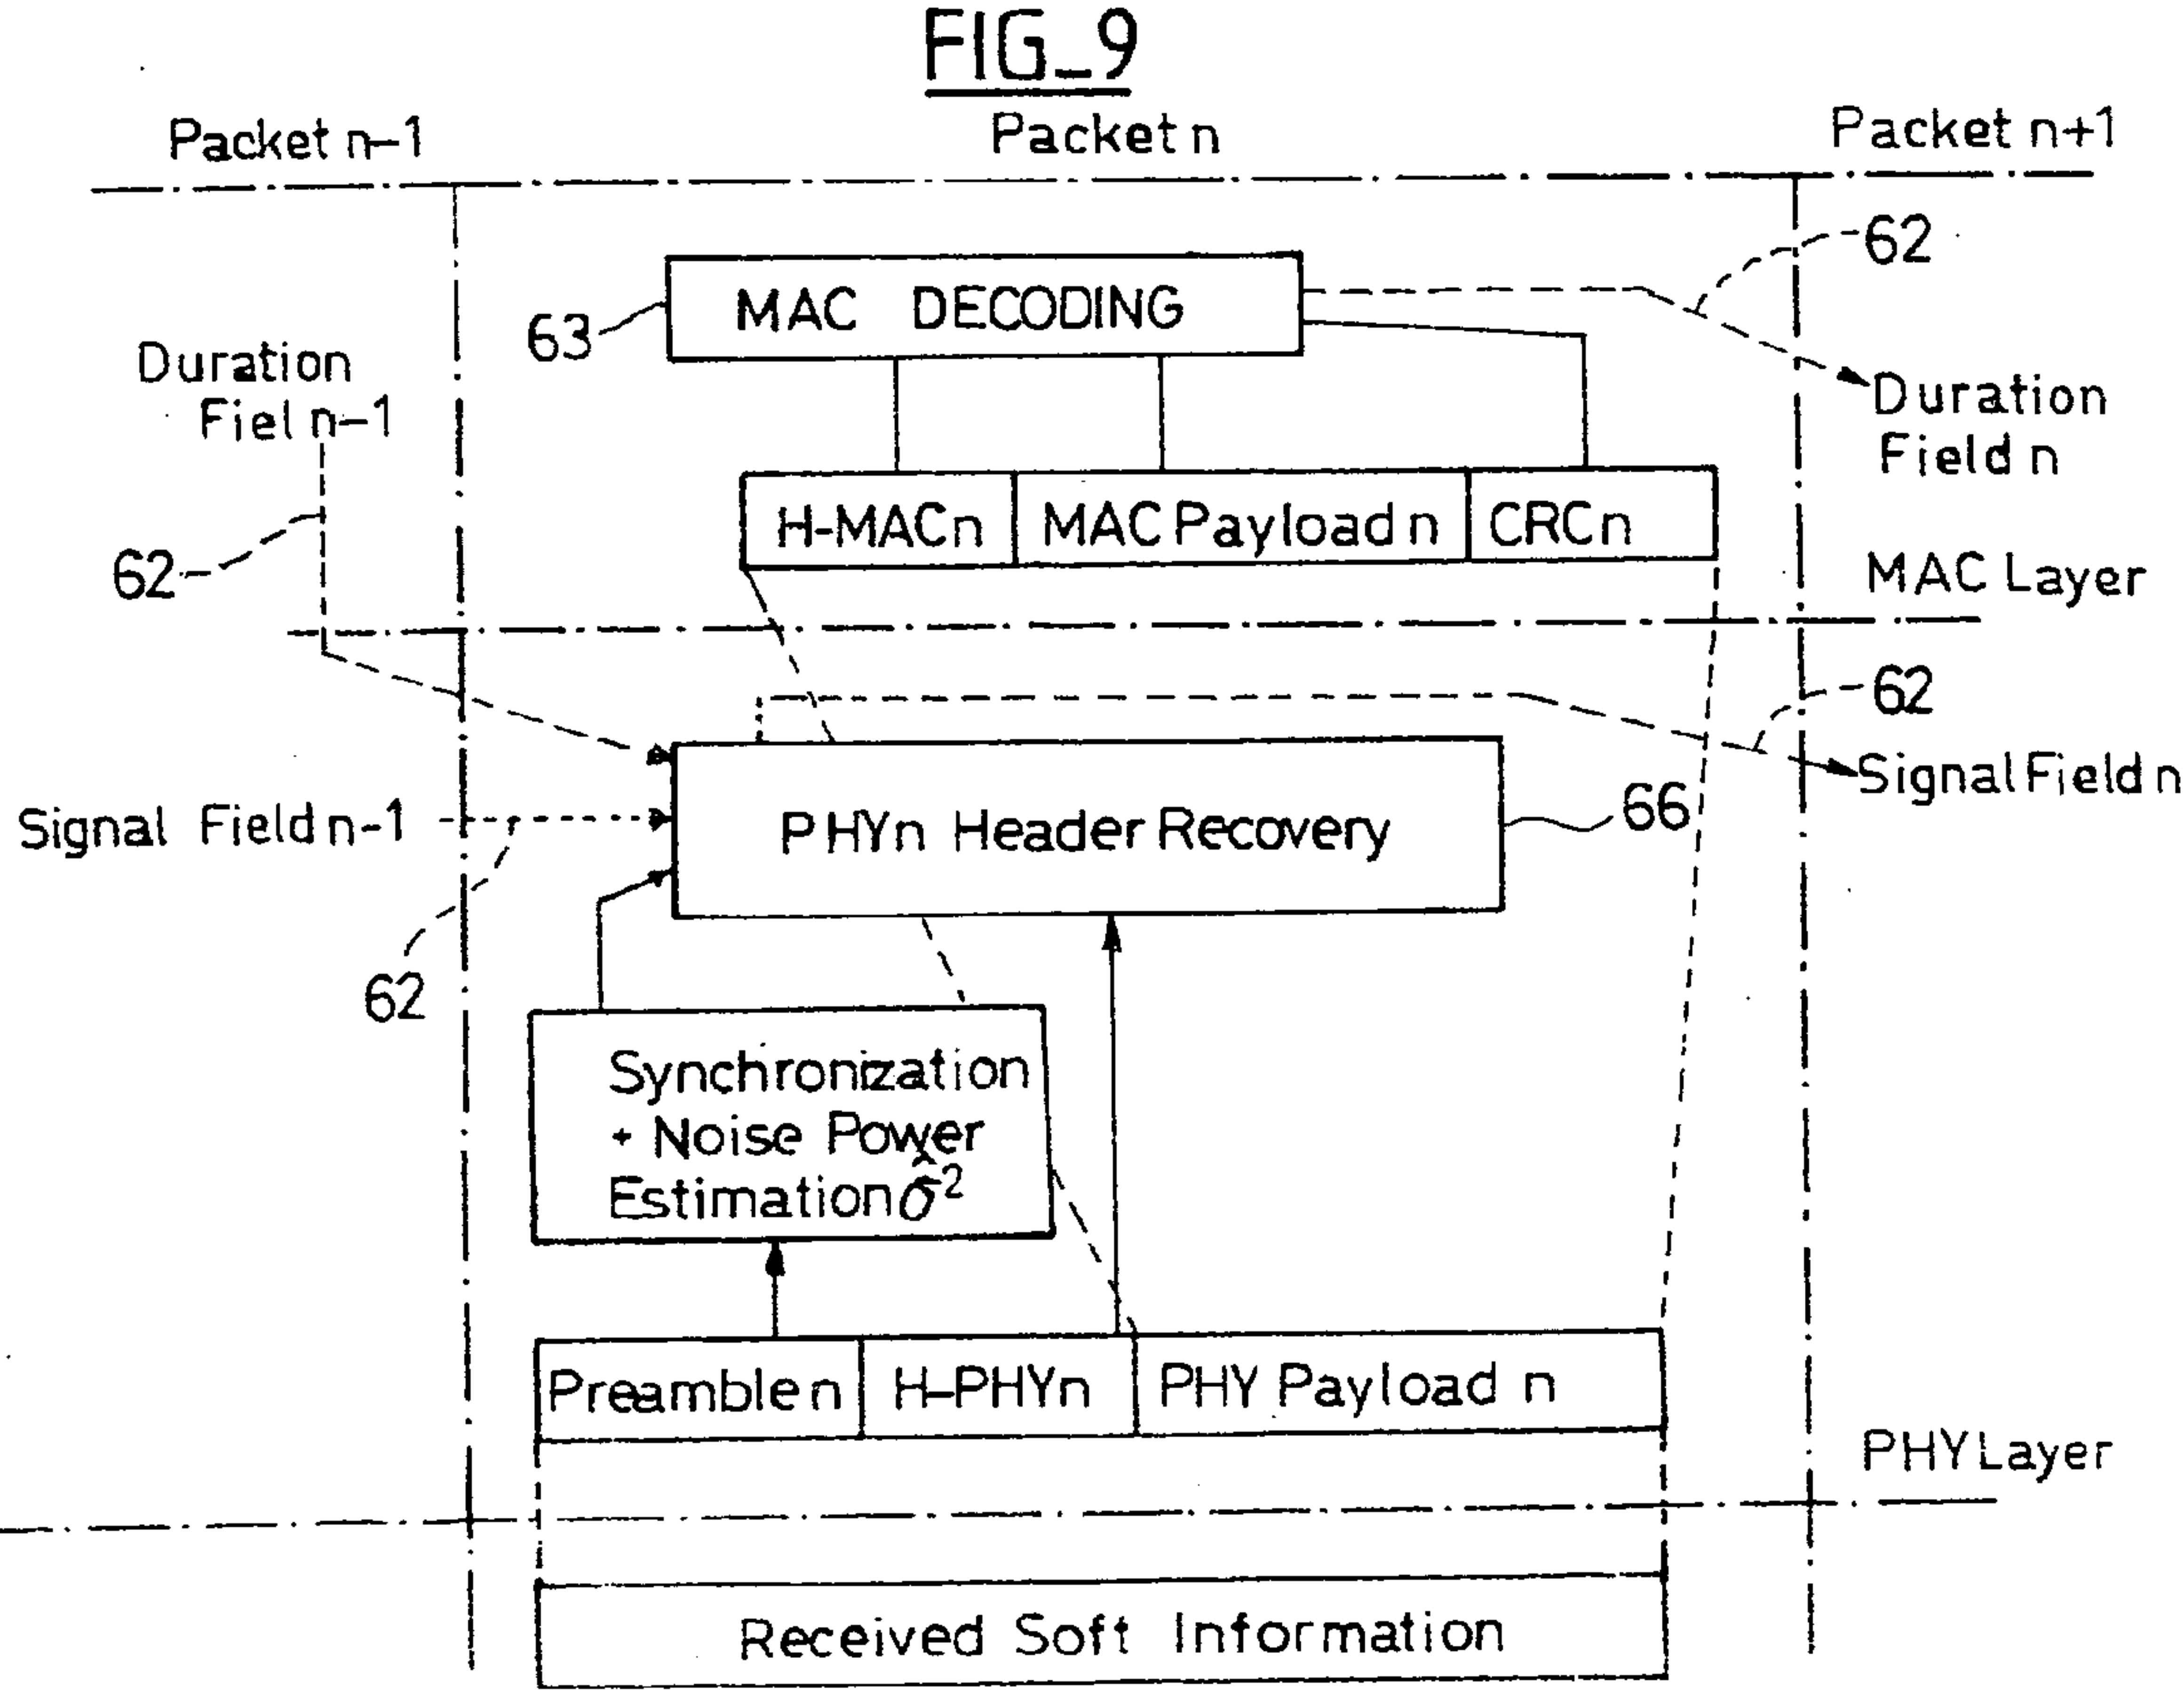 FIG_9
Packet n-1
Packet n
Packet n+1
62
MAC DECODING
63
Duration
Fiel n-1
Duration
Field n
H-MACn
MAC Payload n
CRCn
62
MAC Layer
62
Signal Field n
Signal Field n-1
PHYn Header Recovery
66
62
Synchronization
+ Noise Power
Estimation σ̂²
Preamble n
H-PHYn
PHY Payload n
PHY Layer
Received Soft Information